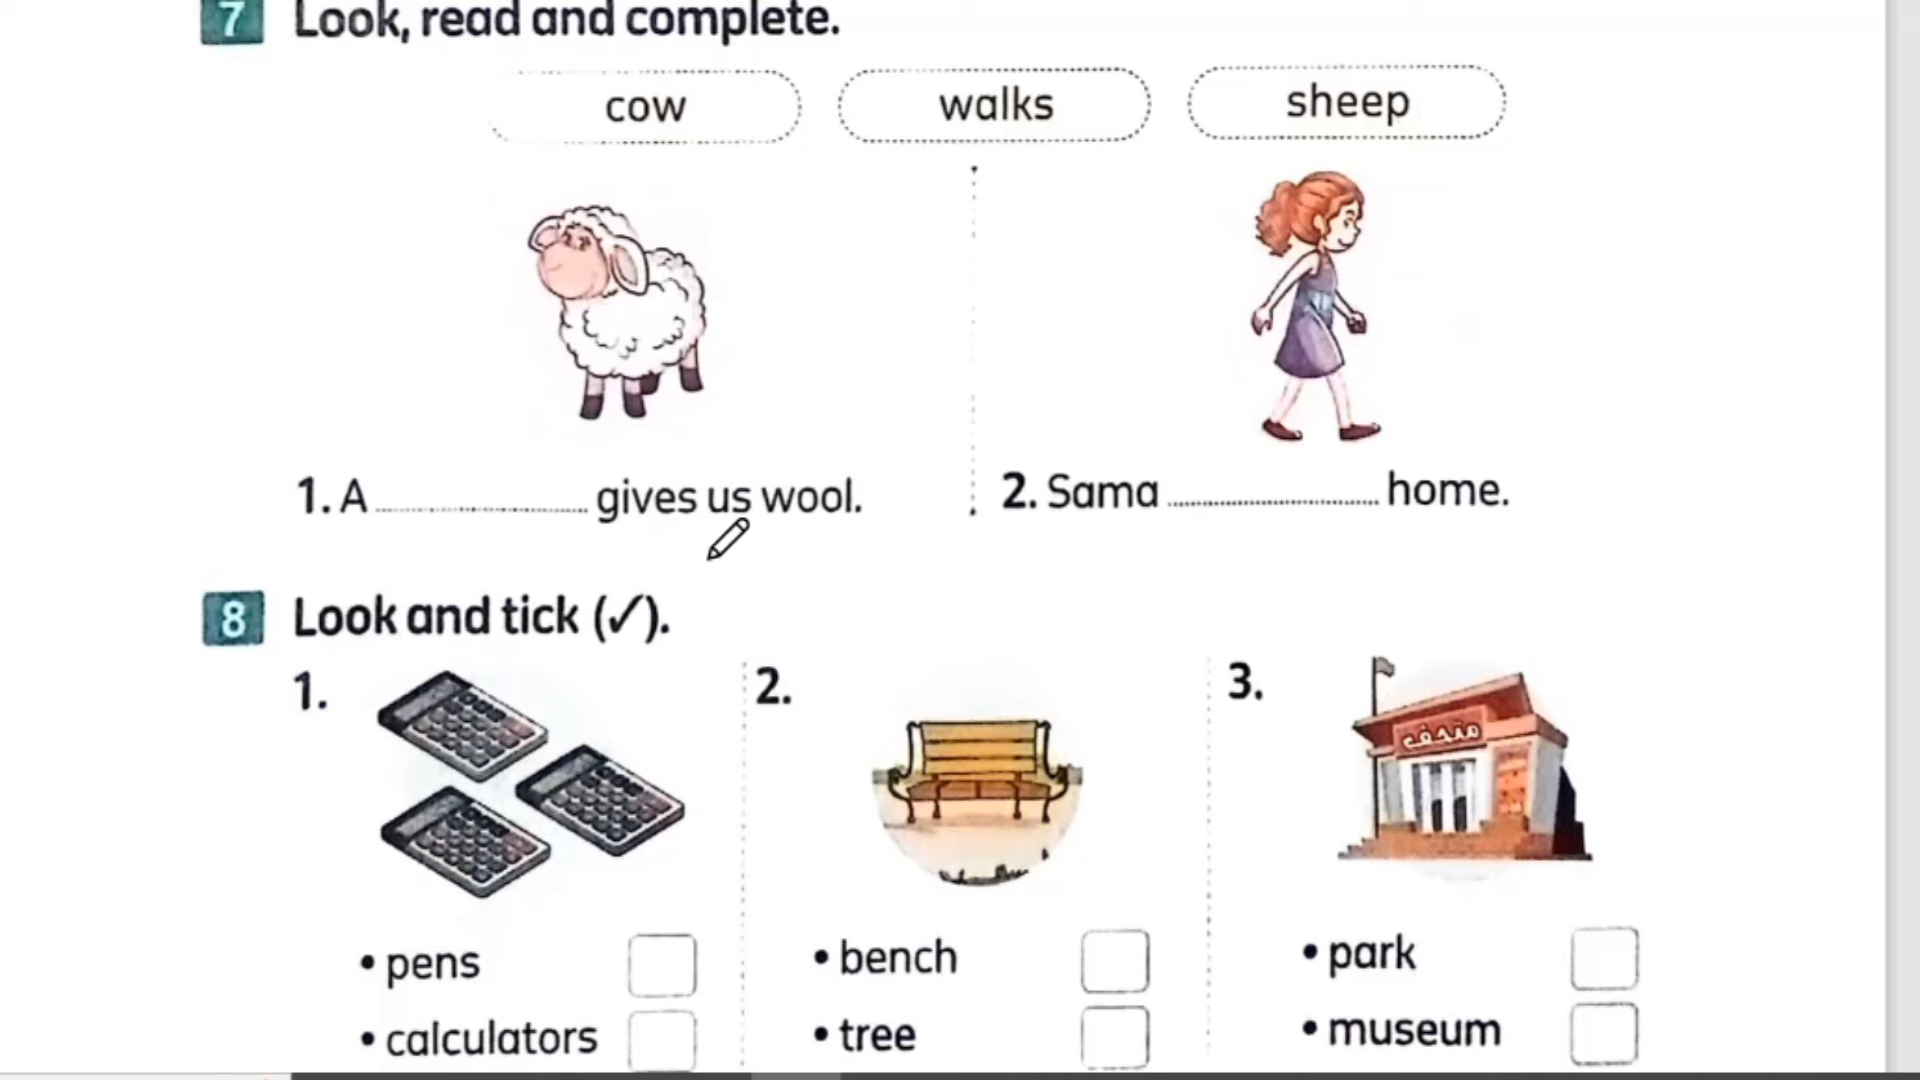 7 Look, read and complete.
cow walks sheep
1. A ............ gives us wool.
2. Sama ............ home.
8 Look and tick (✓).
1. 2. 3.
متحف
• pens
• calculators
• bench
• tree
• park
• museum